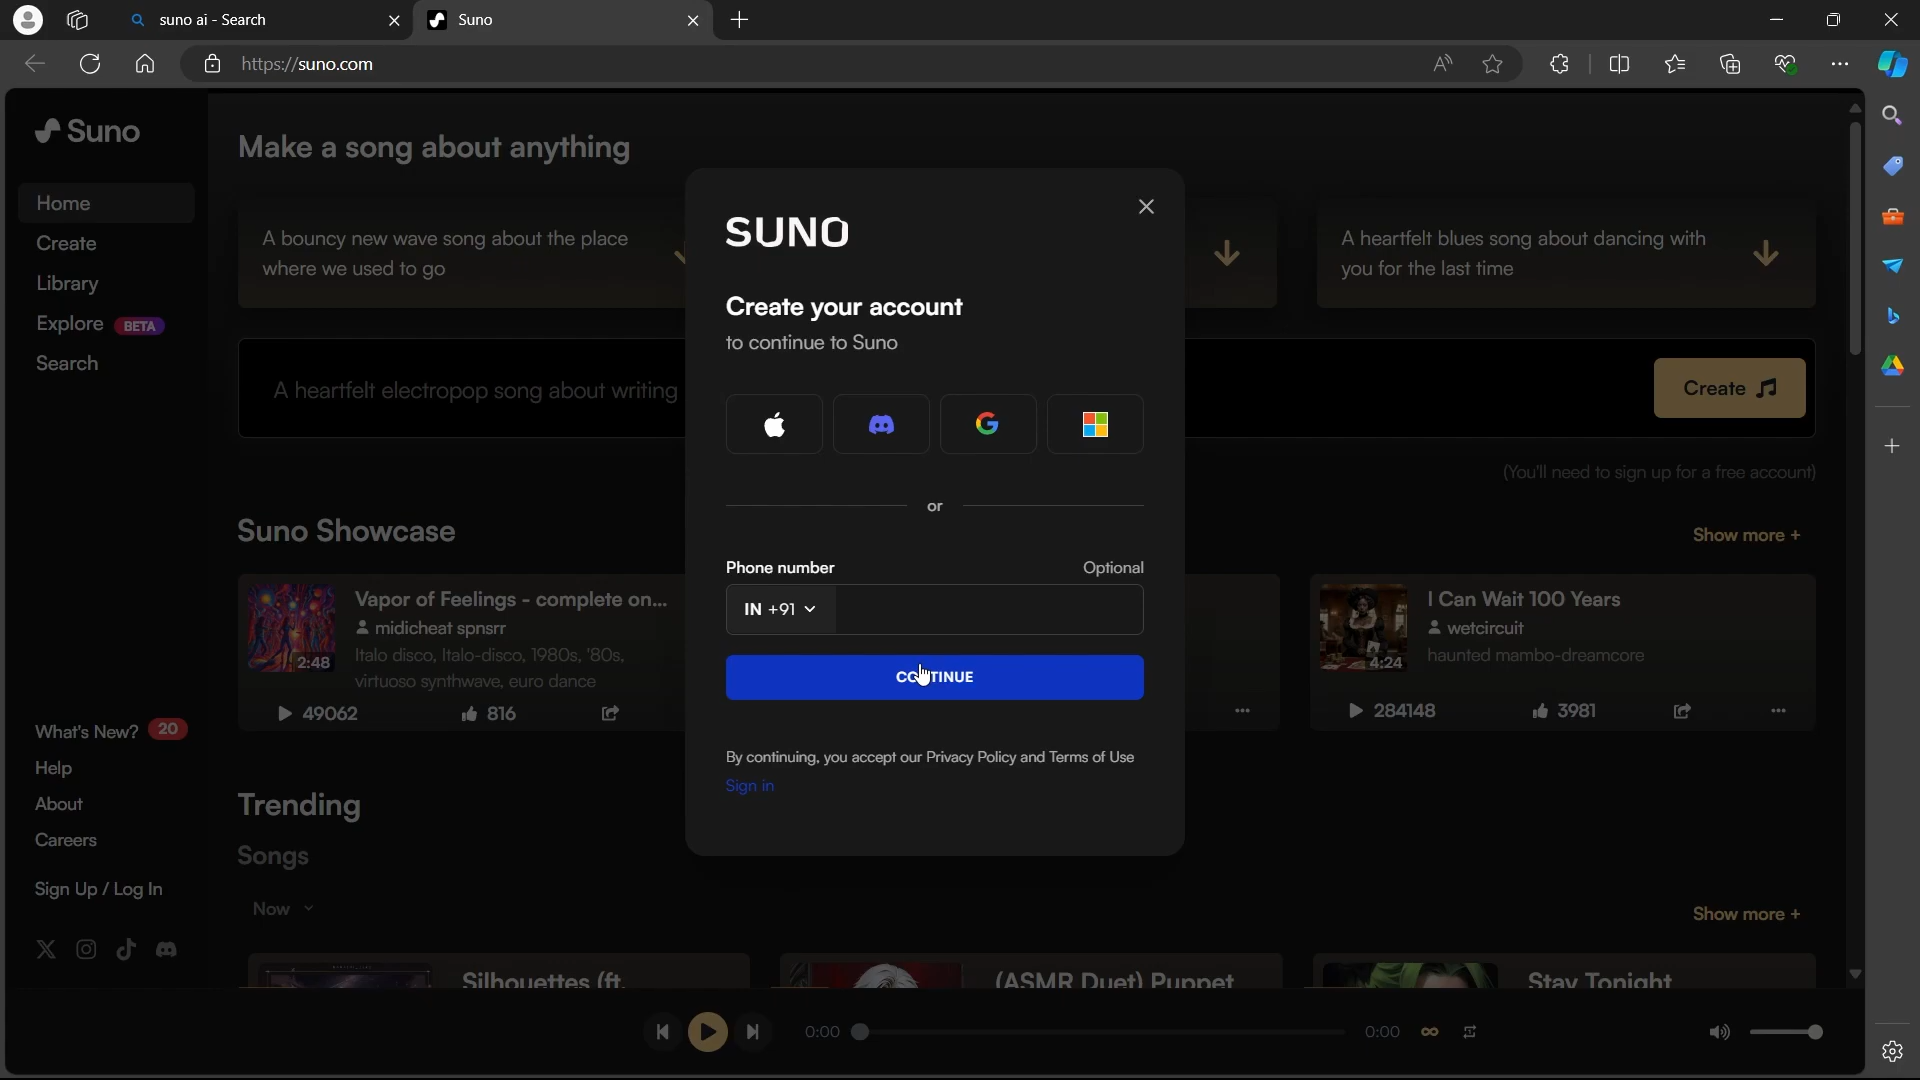 suno ai - Search
Suno
https://suno.com
Suno
Home
Create
Library
Explore BETA
Search
What's New? 20
Help
About
Careers
Sign Up / Log In
Make a song about anything
A bouncy new wave song about the place
where we used to go
A heartfelt blues song about dancing with
you for the last time
A heartfelt electropop song about writing
Create
(You'll need to sign up for a free account)
Suno Showcase
Show more +
Vapor of Feelings - complete on...
midicheat spnsrr
Italo disco, Italo-disco, 1980s, '80s,
virtuoso synthwave, euro dance
2:48
49062
816
I Can Wait 100 Years
wetcircuit
haunted mambo-dreamcore
4:24
284148
3981
Trending
Songs
Now
Show more +
Silhouettes (ft.
(ASMR Duet) Puppet
Stay Tonight
SUNO
Create your account
to continue to Suno
or
Phone number
Optional
IN +91
CONTINUE
By continuing, you accept our Privacy Policy and Terms of Use
Sign in
0:00
0:00